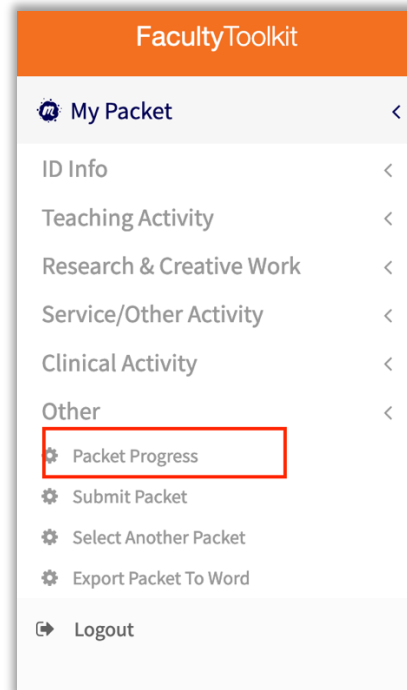 FacultyToolkit
My Packet
ID Info
Teaching Activity
Research & Creative Work
Service/Other Activity
Clinical Activity
Other
Packet Progress
Submit Packet
Select Another Packet
Export Packet To Word
Logout